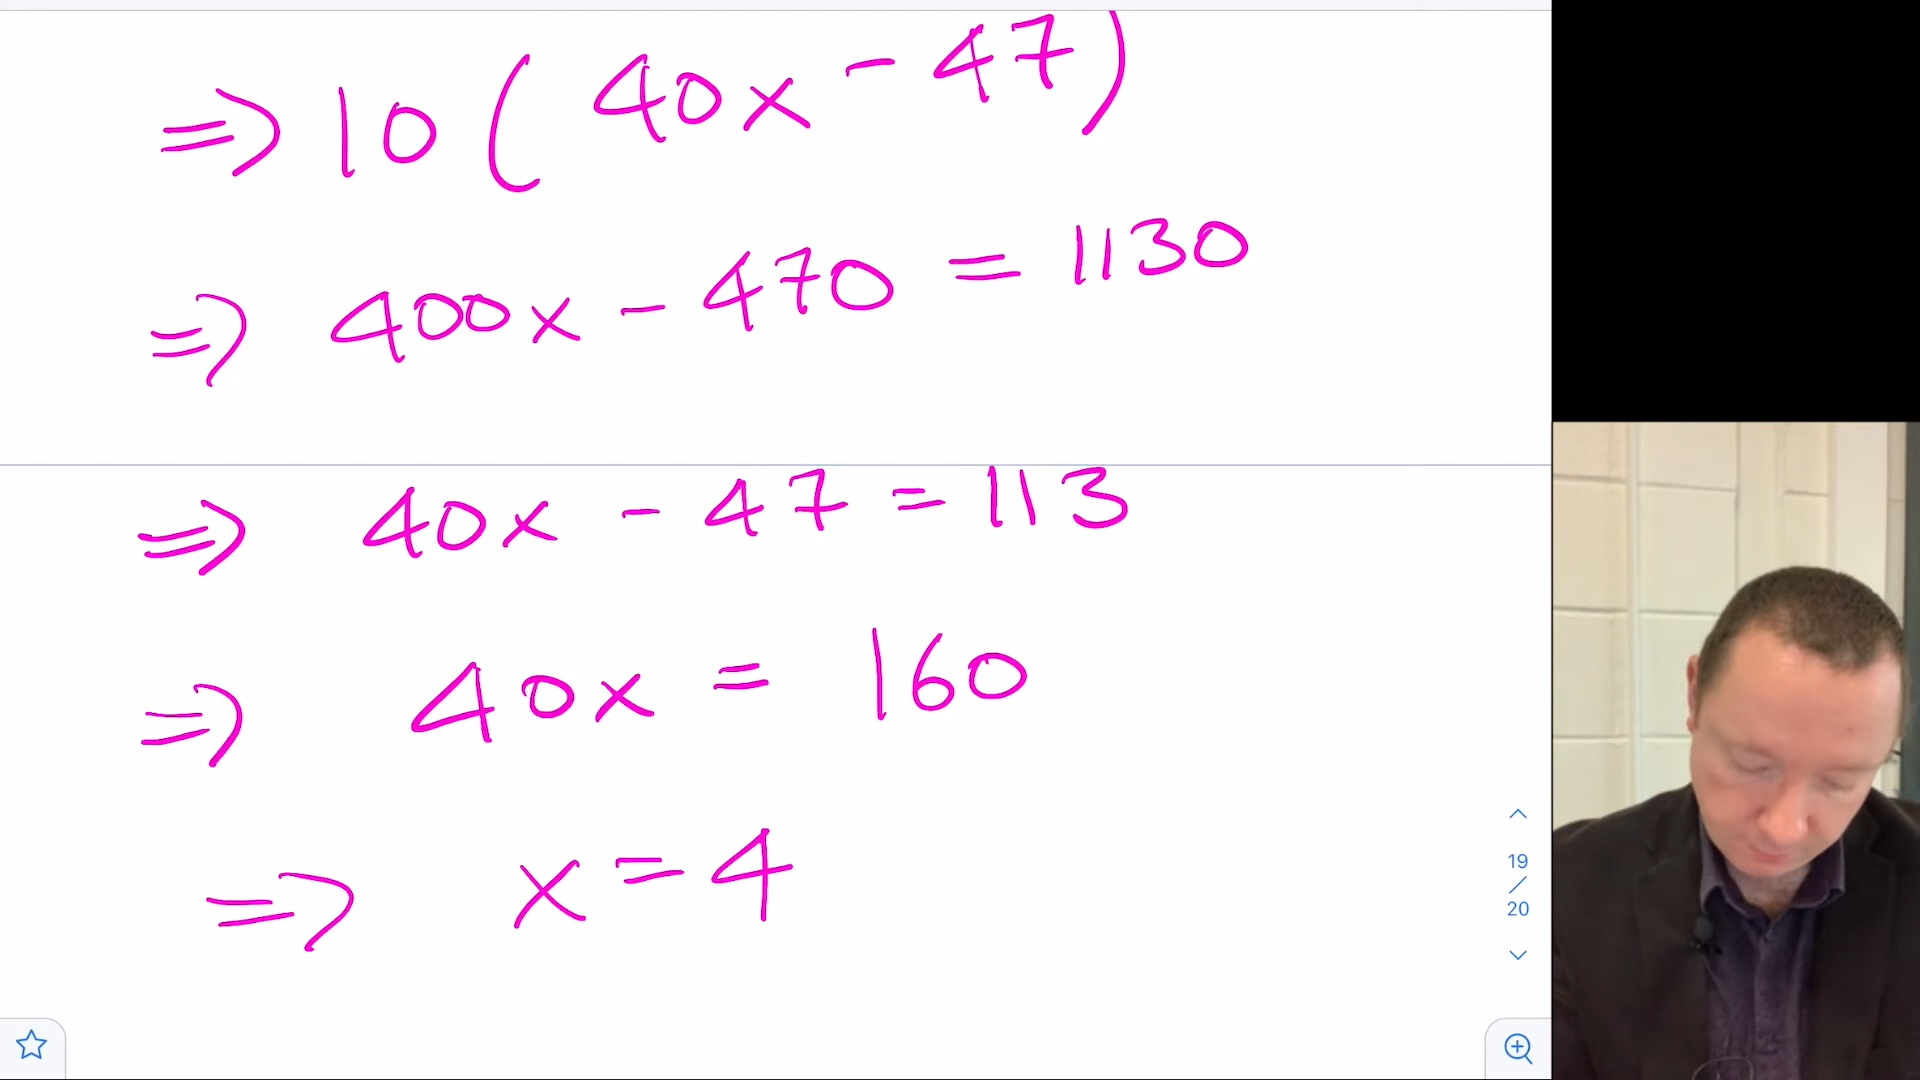 ⇒ 10 ( 40x - 47 )
⇒ 400x - 470 = 1130
⇒ 40x - 47 = 113
⇒ 40x = 160
⇒ x = 4
19
/
20